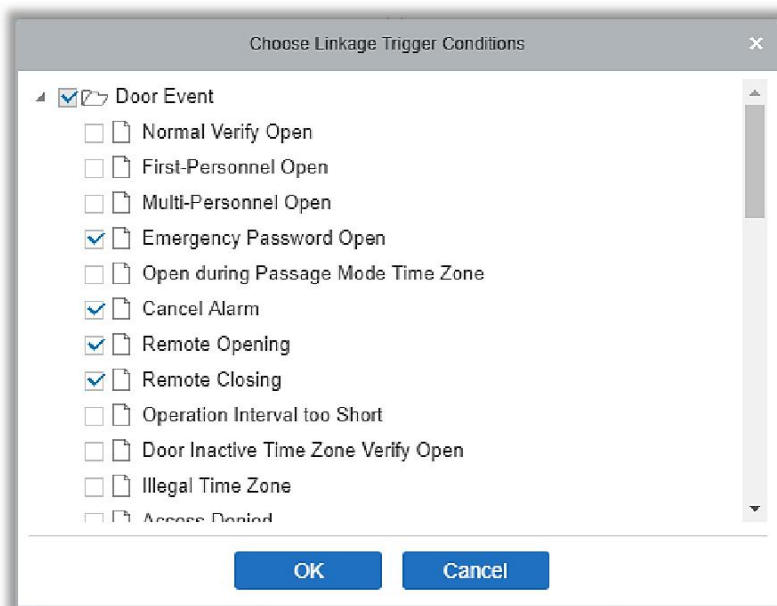 Choose Linkage Trigger Conditions
Door Event
Normal Verify Open
First-Personnel Open
Multi-Personnel Open
Emergency Password Open
Open during Passage Mode Time Zone
Cancel Alarm
Remote Opening
Remote Closing
Operation Interval too Short
Door Inactive Time Zone Verify Open
Illegal Time Zone
Access Denied
OK Cancel